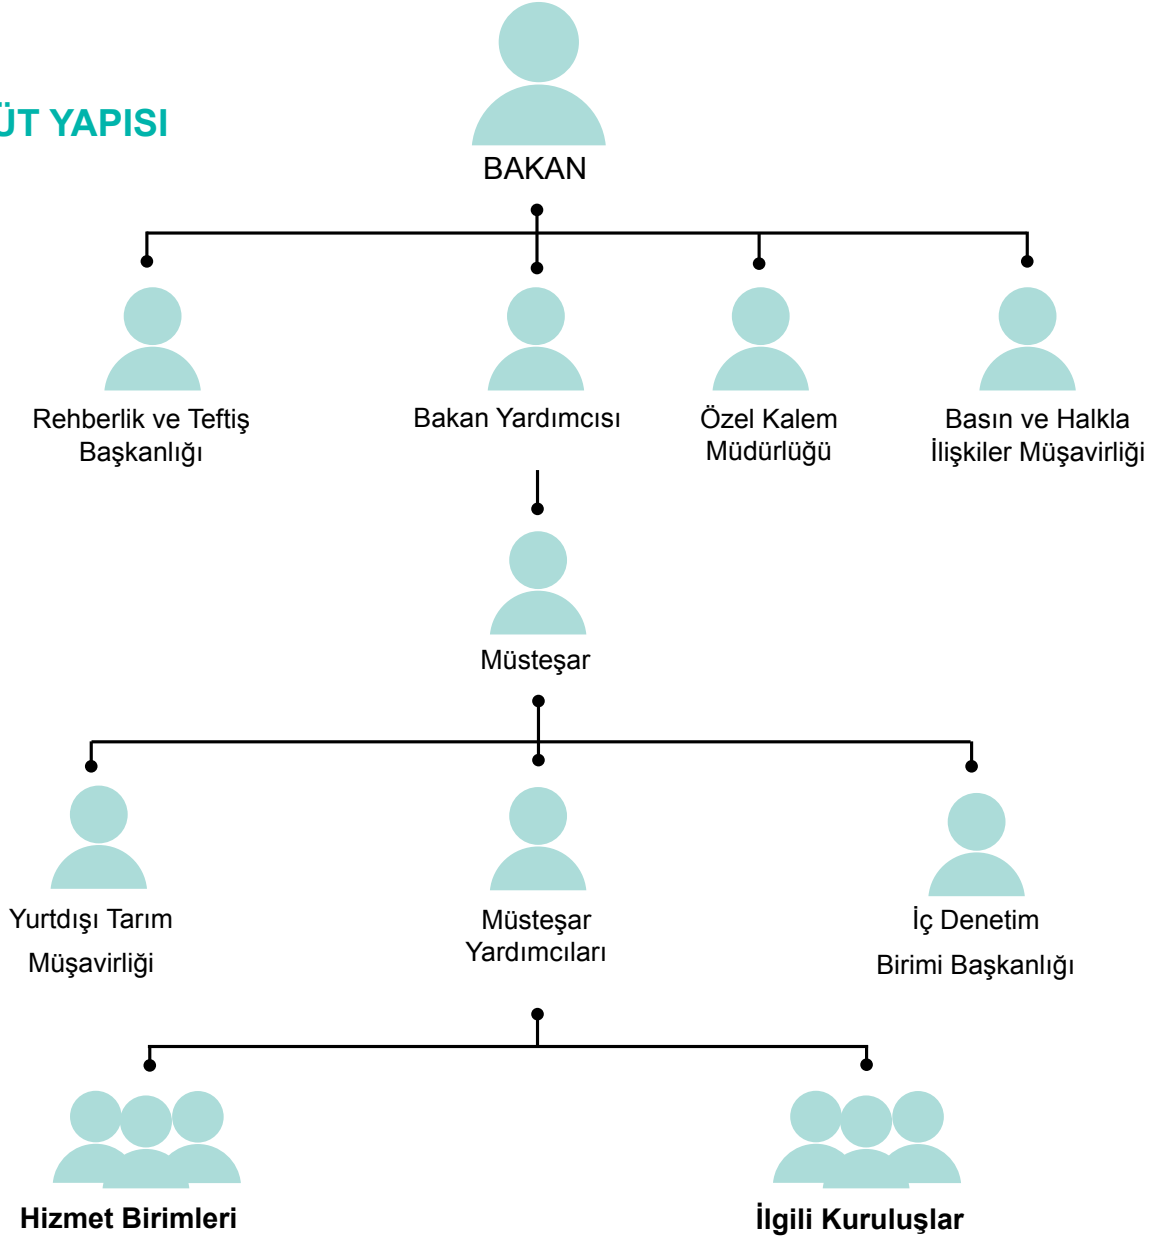 ÜT YAPISI
BAKAN
Rehberlik ve Teftiş
Başkanlığı
Bakan Yardımcısı
Özel Kalem
Müdürlüğü
Basın ve Halkla
İlişkiler Müşavirliği
Müsteşar
Yurtdışı Tarım
Müşavirliği
Müsteşar
Yardımcıları
İç Denetim
Birimi Başkanlığı
Hizmet Birimleri
İlgili Kuruluşlar